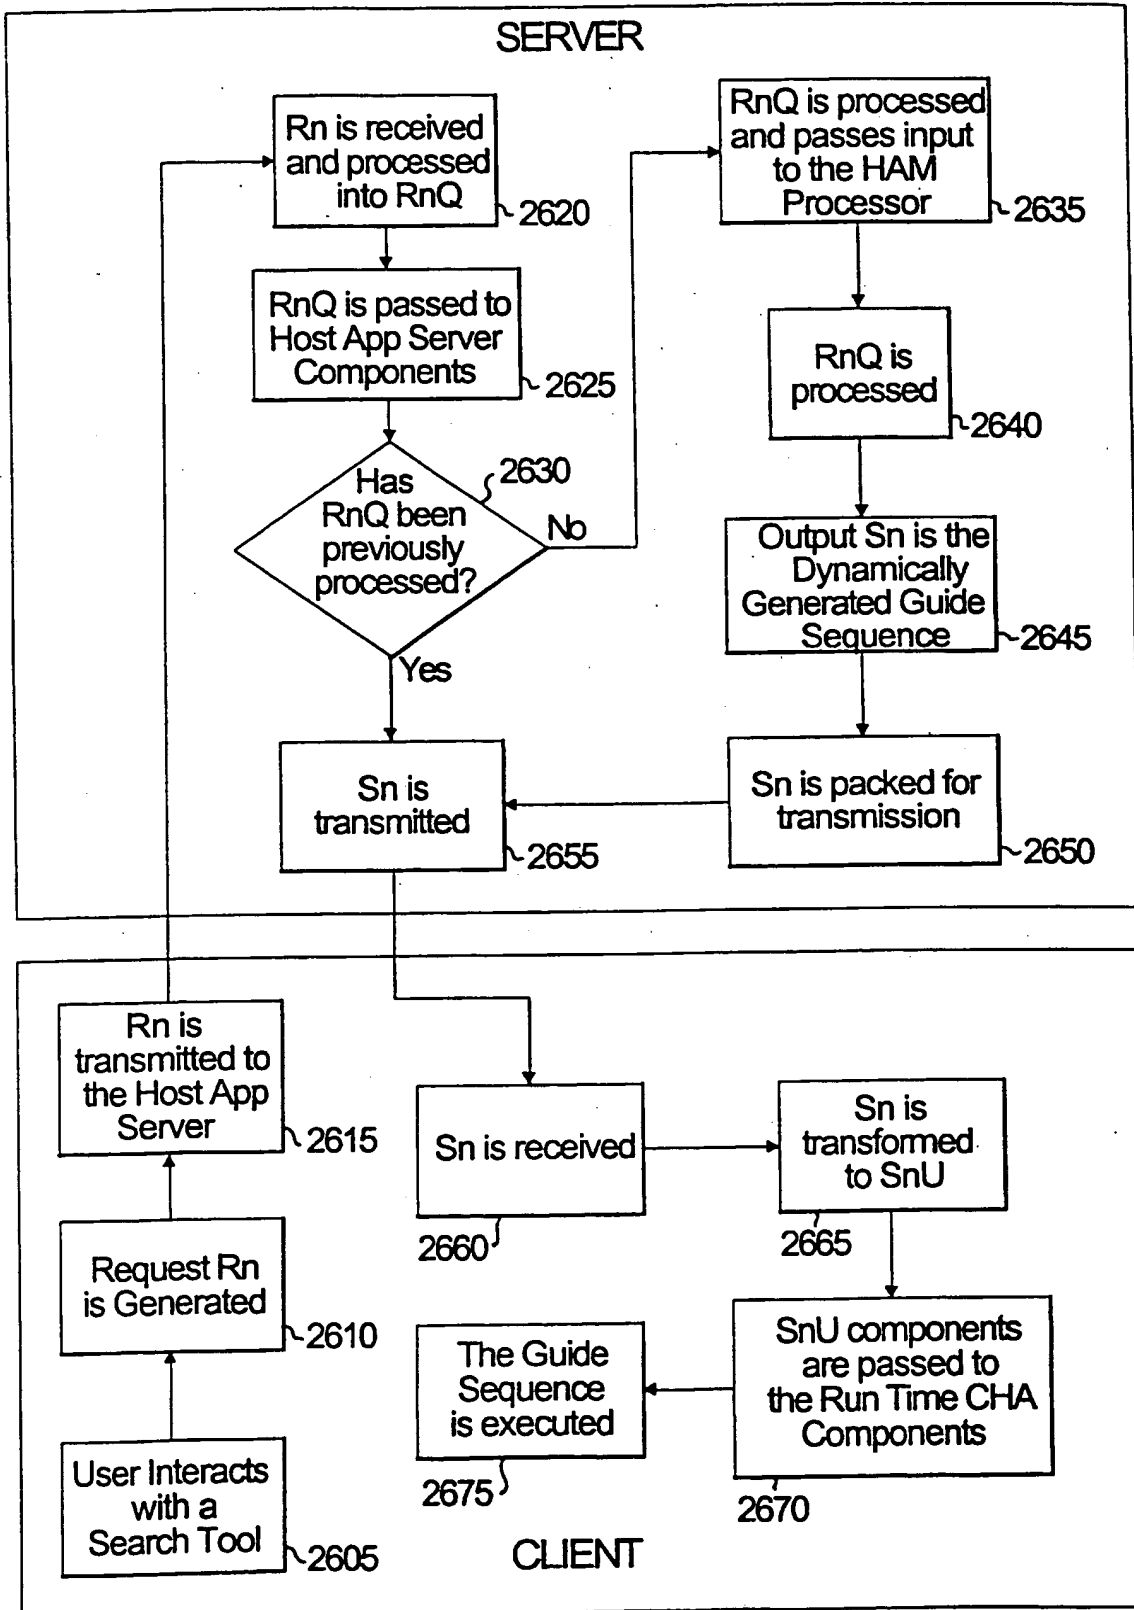 SERVER
Rn is received
and processed
into RnQ
2620
RnQ is passed to
Host App Server
Components
2625
Has
RnQ been
previously
processed?
2630
No
Yes
RnQ is processed
and passes input
to the HAM
Processor
2635
RnQ is
processed
2640
Output Sn is the
Dynamically
Generated Guide
Sequence
2645
Sn is packed for
transmission
2650
Sn is
transmitted
2655
Rn is
transmitted to
the Host App
Server
2615
Request Rn
is Generated
2610
User Interacts
with a
Search Tool
2605
Sn is received
2660
Sn is
transformed
to SnU
2665
SnU components
are passed to
the Run Time CHA
Components
2670
The Guide
Sequence
is executed
2675
CLIENT